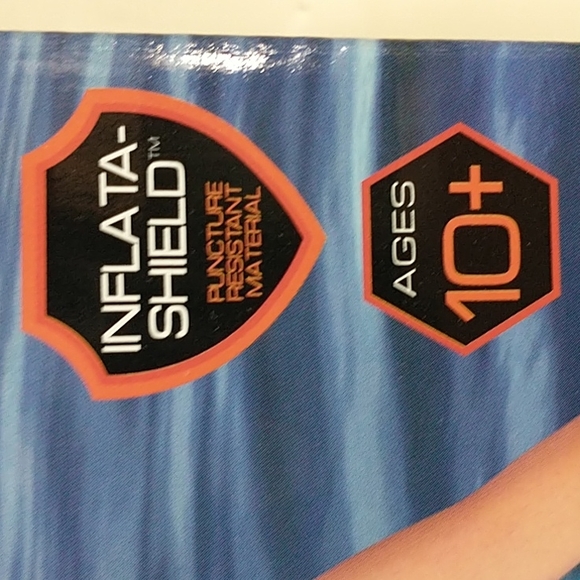 INFLATA-
SHIELD™
PUNCTURE
RESISTANT
MATERIAL
AGES
10+